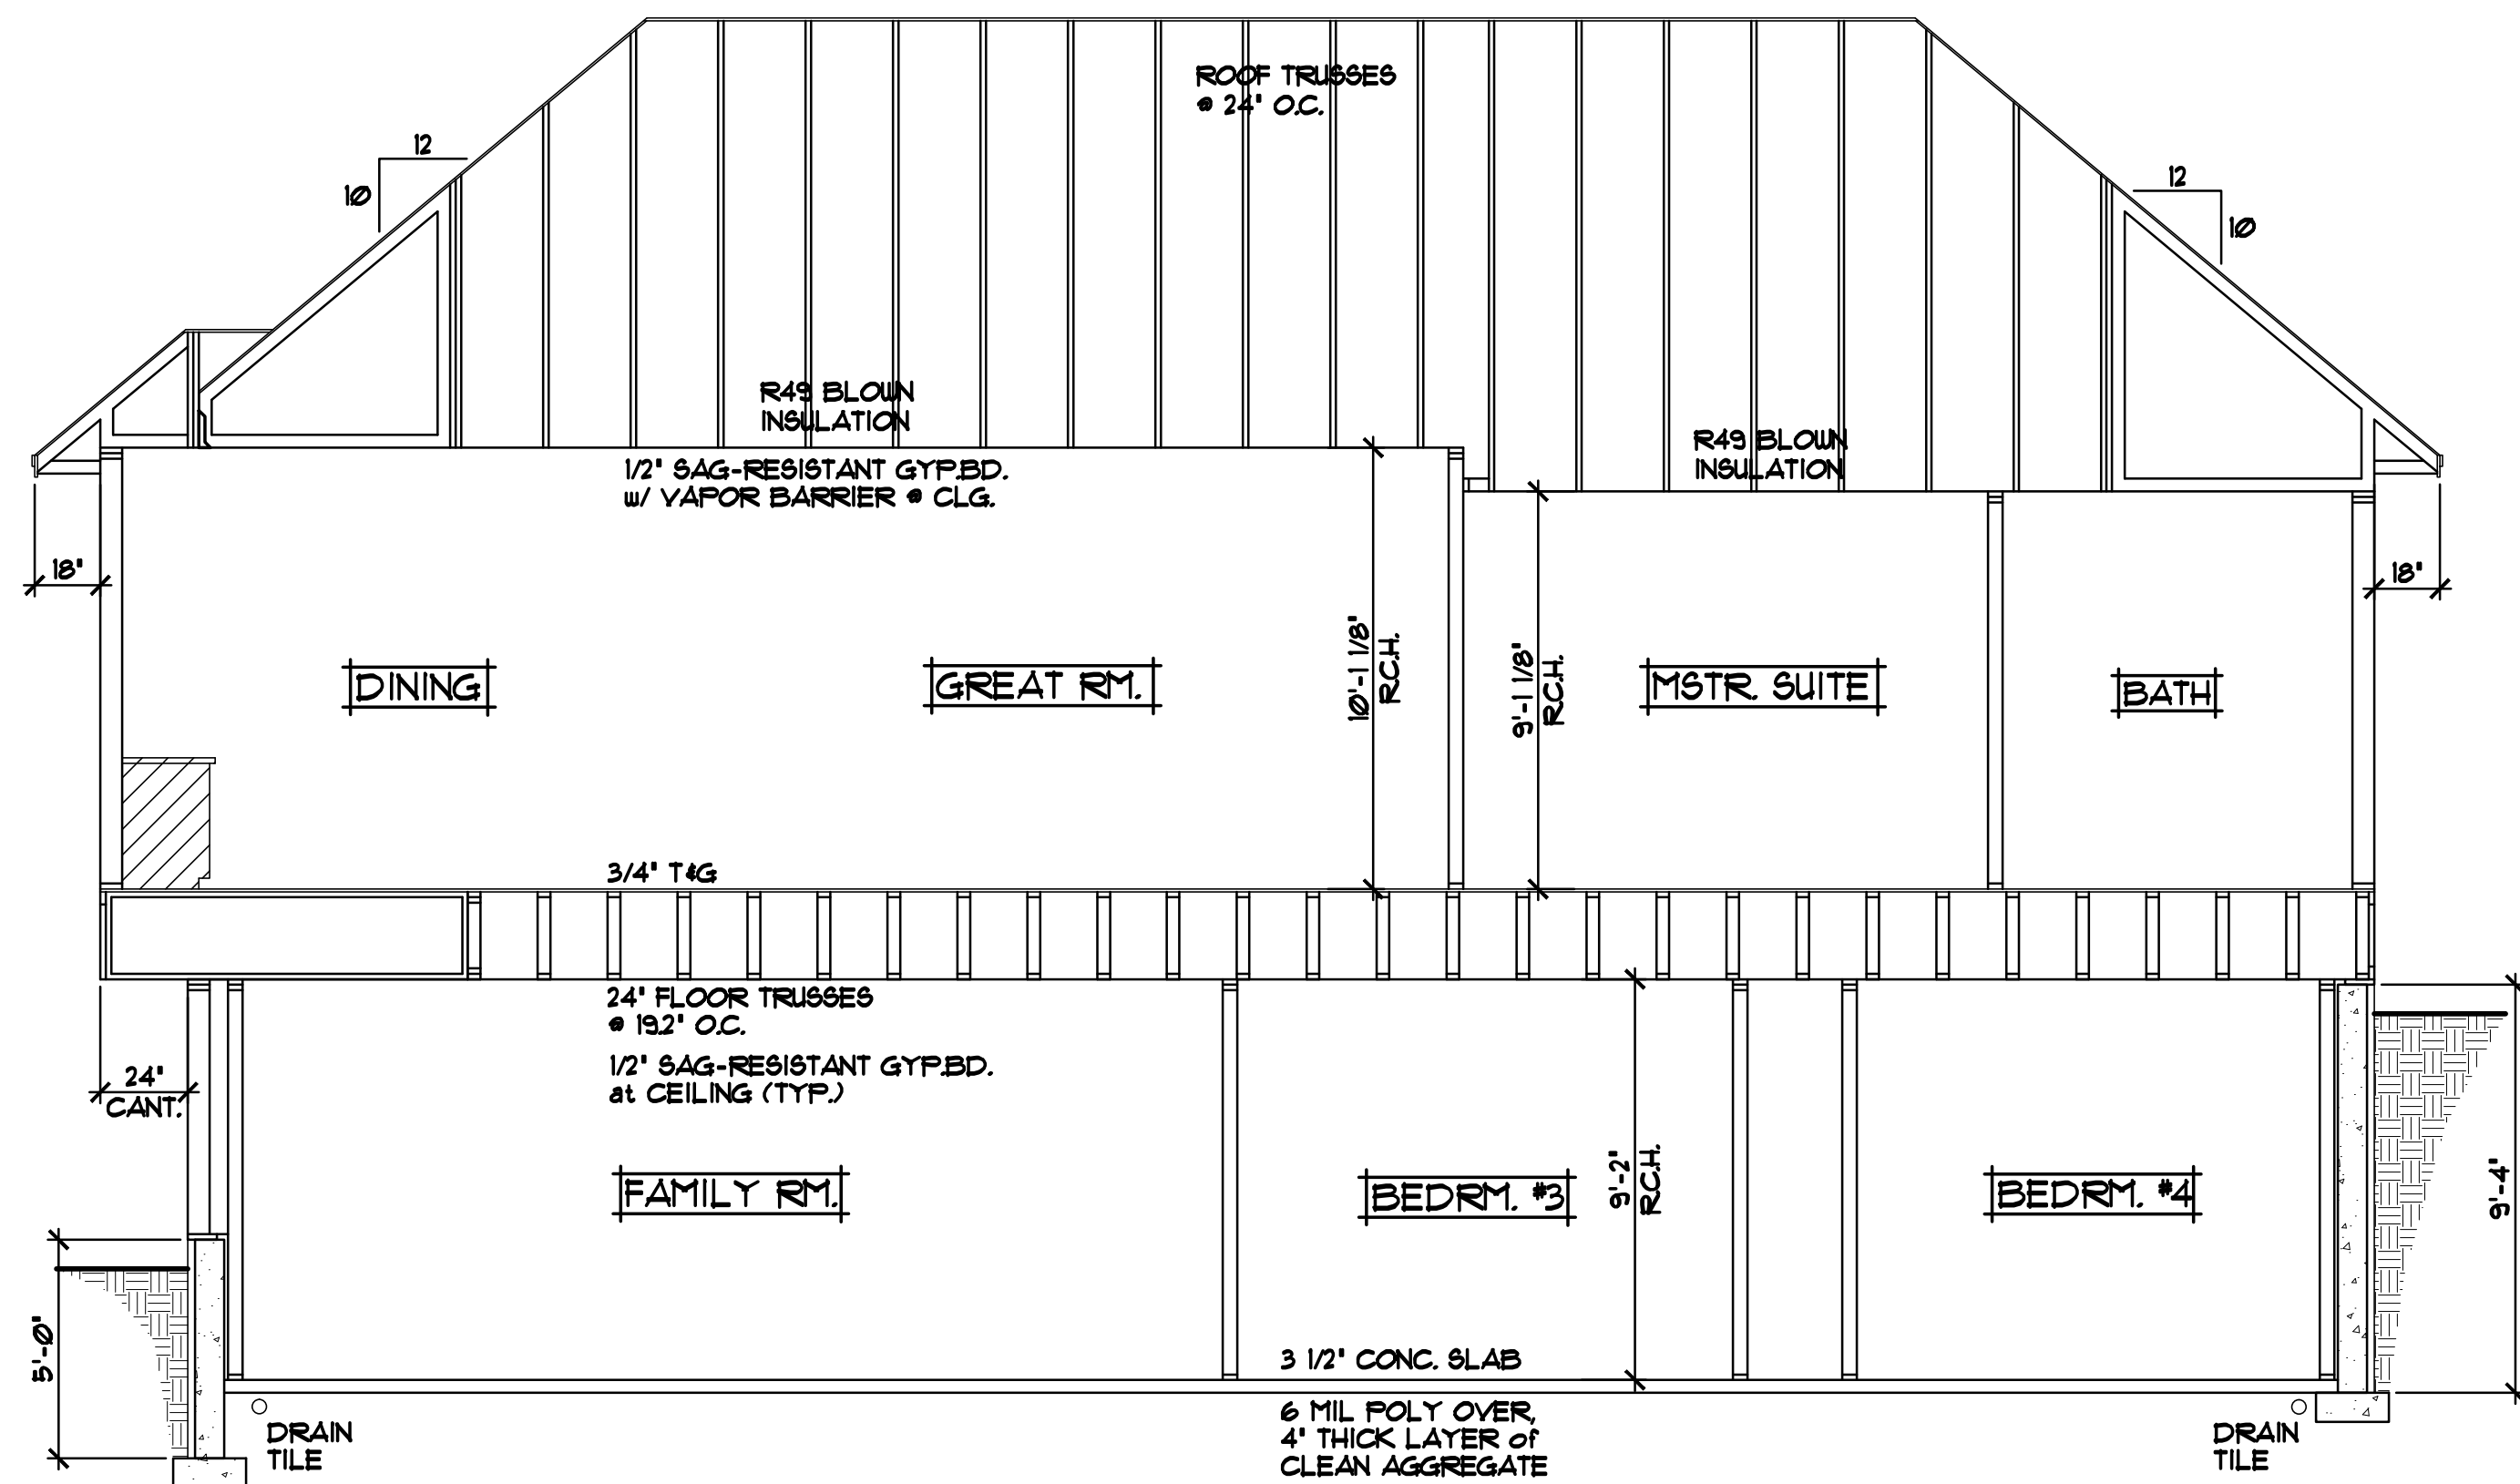 ROOF TRUSSES
@ 24" O.C.
12
10
12
10
R49 BLOWN
INSULATION
R49 BLOWN
INSULATION
1/2" SAG-RESISTANT GYP.BD.
w/ VAPOR BARRIER @ CLG.
18"
18"
10'-1 1/8"
R.C.H.
9'-1 1/8"
R.C.H.
DINING
GREAT RM.
MSTR. SUITE
BATH
3/4" T&G
24" FLOOR TRUSSES
@ 19.2" O.C.
1/2" SAG-RESISTANT GYP.BD.
at CEILING (TYP.)
24"
CANT.
FAMILY RM.
BEDRM. #3
9'-2"
R.C.H.
BEDRM. #4
9'-4"
5'-0"
3 1/2" CONC. SLAB
6 MIL POLY OVER,
4" THICK LAYER of
CLEAN AGGREGATE
DRAIN
TILE
DRAIN
TILE